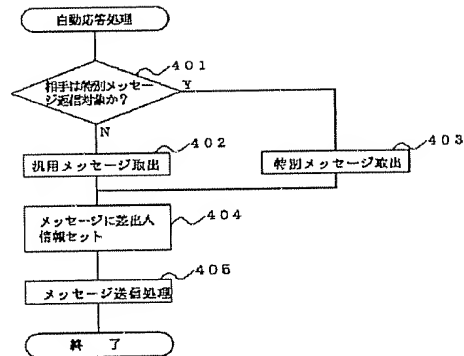 自動応答処理
401
相手は特別メッセー
ジ返信対象か?
Y
N
402
汎用メッセージ取出
403
特別メッセージ取出
404
メッセージに差出人
情報セット
405
メッセージ送信処理
終 了